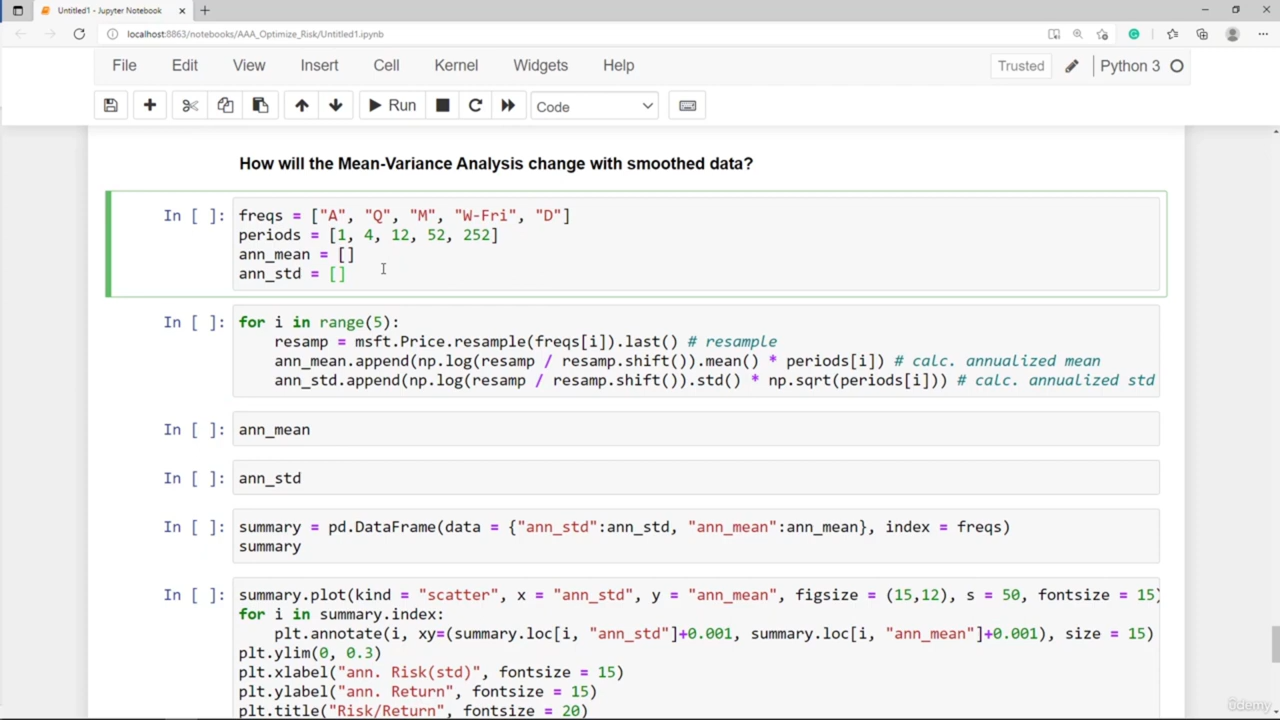 Untitled1 - Jupyter Notebook
localhost:8863/notebooks/AAA_Optimize_Risk/Untitled1.ipynb
File Edit View Insert Cell Kernel Widgets Help Trusted Python 3
Run Code
How will the Mean-Variance Analysis change with smoothed data?
In [ ]: freqs = ["A", "Q", "M", "W-Fri", "D"]
periods = [1, 4, 12, 52, 252]
ann_mean = []
ann_std = []
In [ ]: for i in range(5):
resamp = msft.Price.resample(freqs[i]).last() # resample
ann_mean.append(np.log(resamp / resamp.shift()).mean() * periods[i]) # calc. annualized mean
ann_std.append(np.log(resamp / resamp.shift()).std() * np.sqrt(periods[i])) # calc. annualized std
In [ ]: ann_mean
In [ ]: ann_std
In [ ]: summary = pd.DataFrame(data = {"ann_std":ann_std, "ann_mean":ann_mean}, index = freqs)
summary
In [ ]: summary.plot(kind = "scatter", x = "ann_std", y = "ann_mean", figsize = (15,12), s = 50, fontsize = 15)
for i in summary.index:
plt.annotate(i, xy=(summary.loc[i, "ann_std"]+0.001, summary.loc[i, "ann_mean"]+0.001), size = 15)
plt.ylim(0, 0.3)
plt.xlabel("ann. Risk(std)", fontsize = 15)
plt.ylabel("ann. Return", fontsize = 15)
plt.title("Risk/Return", fontsize = 20)
ûdemy